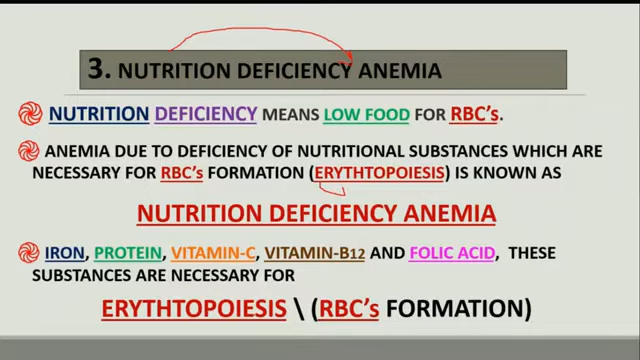 3. NUTRITION DEFICIENCY ANEMIA
NUTRITION DEFICIENCY MEANS LOW FOOD FOR RBC's.
ANEMIA DUE TO DEFICIENCY OF NUTRITIONAL SUBSTANCES WHICH ARE
NECESSARY FOR RBC's FORMATION (ERYTHTOPOIESIS) IS KNOWN AS
NUTRITION DEFICIENCY ANEMIA
IRON, PROTEIN, VITAMIN-C, VITAMIN-B12 AND FOLIC ACID, THESE
SUBSTANCES ARE NECESSARY FOR
ERYTHTOPOIESIS \ (RBC's FORMATION)